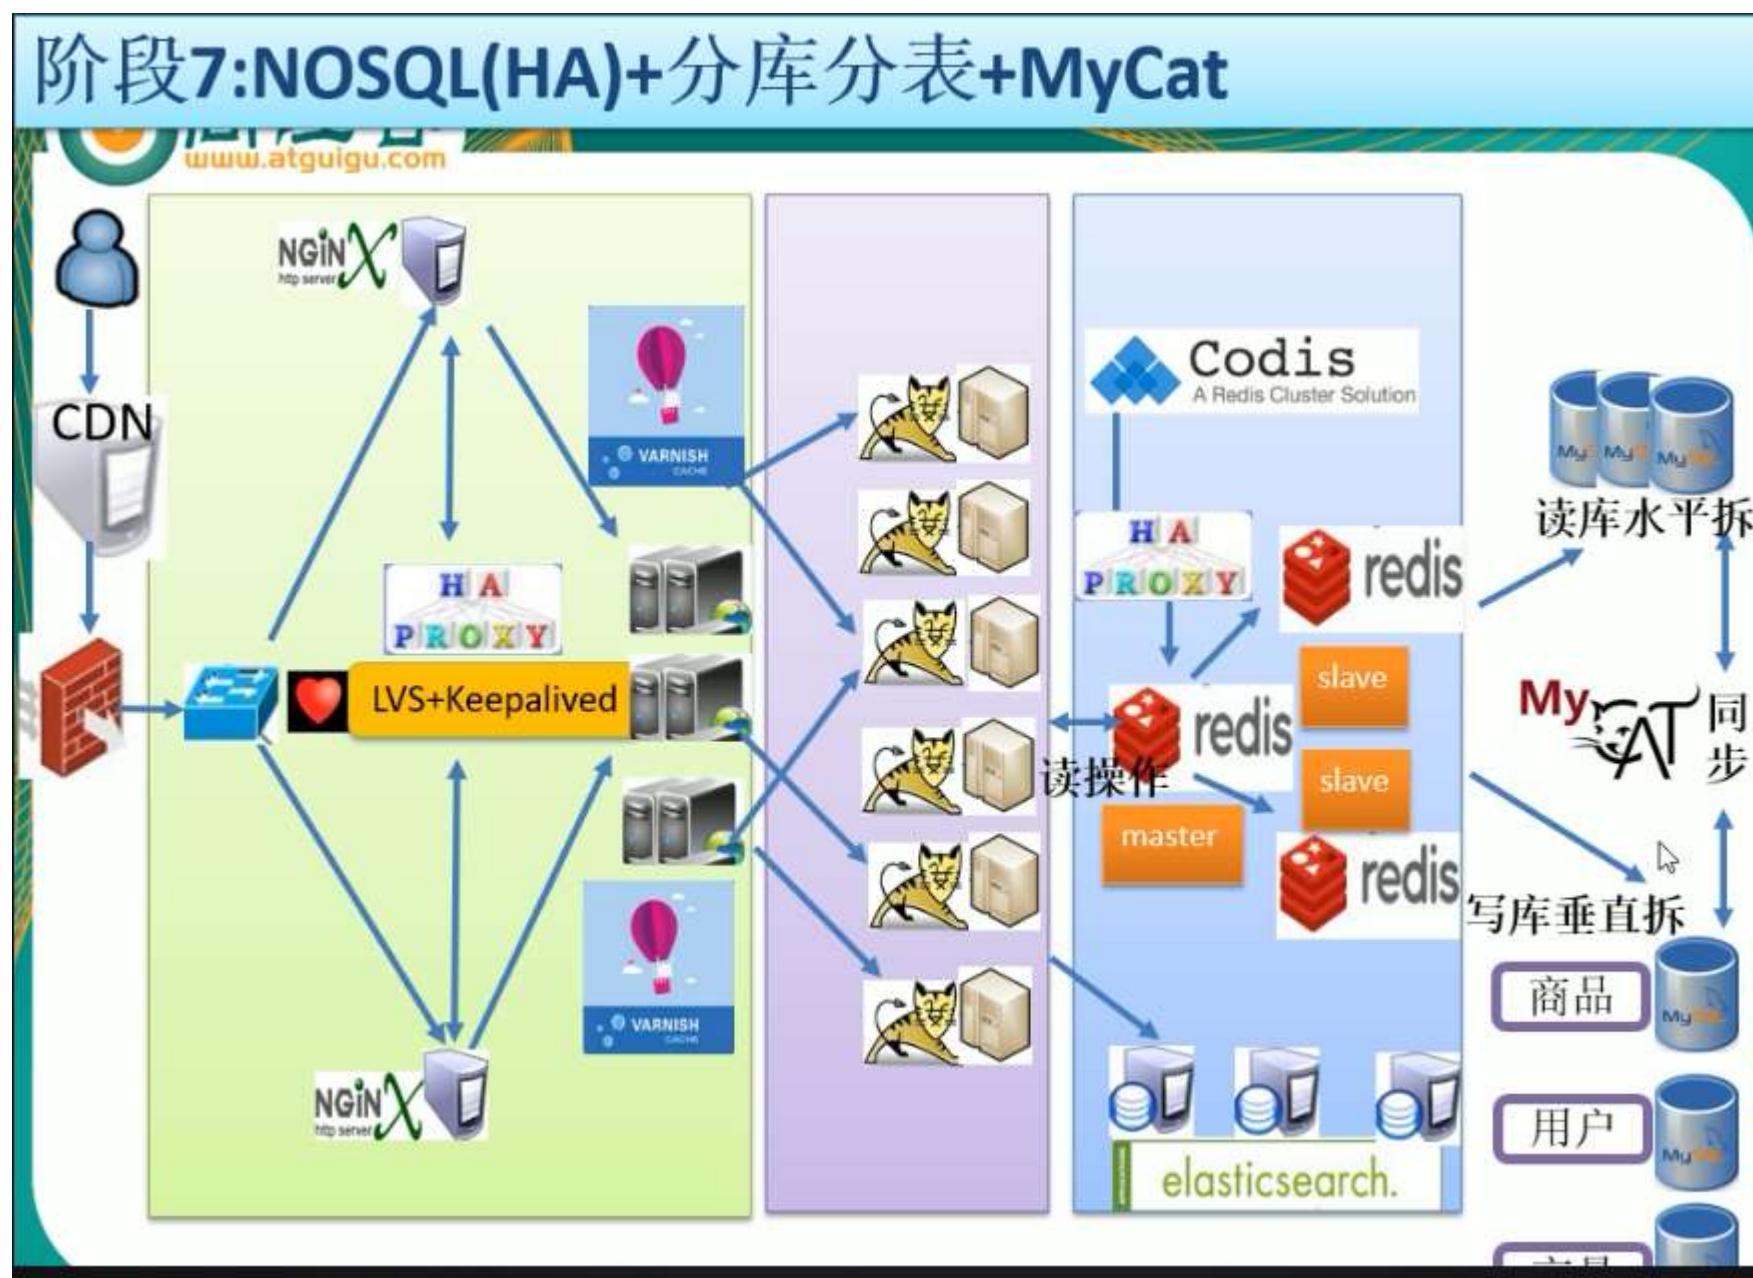 阶段7:NOSQL(HA)+分库分表+MyCat
www.atguigu.com
NGiNX
http server
CDN
VARNISH
CACHE
HA
PROXY
LVS+Keepalived
VARNISH
CACHE
NGiNX
http server
Codis
A Redis Cluster Solution
HA
PROXY
redis
slave
redis
读操作
slave
master
redis
elasticsearch.
读库水平拆
MyCAT
同步
写库垂直拆
商品
MySQL
用户
MySQL